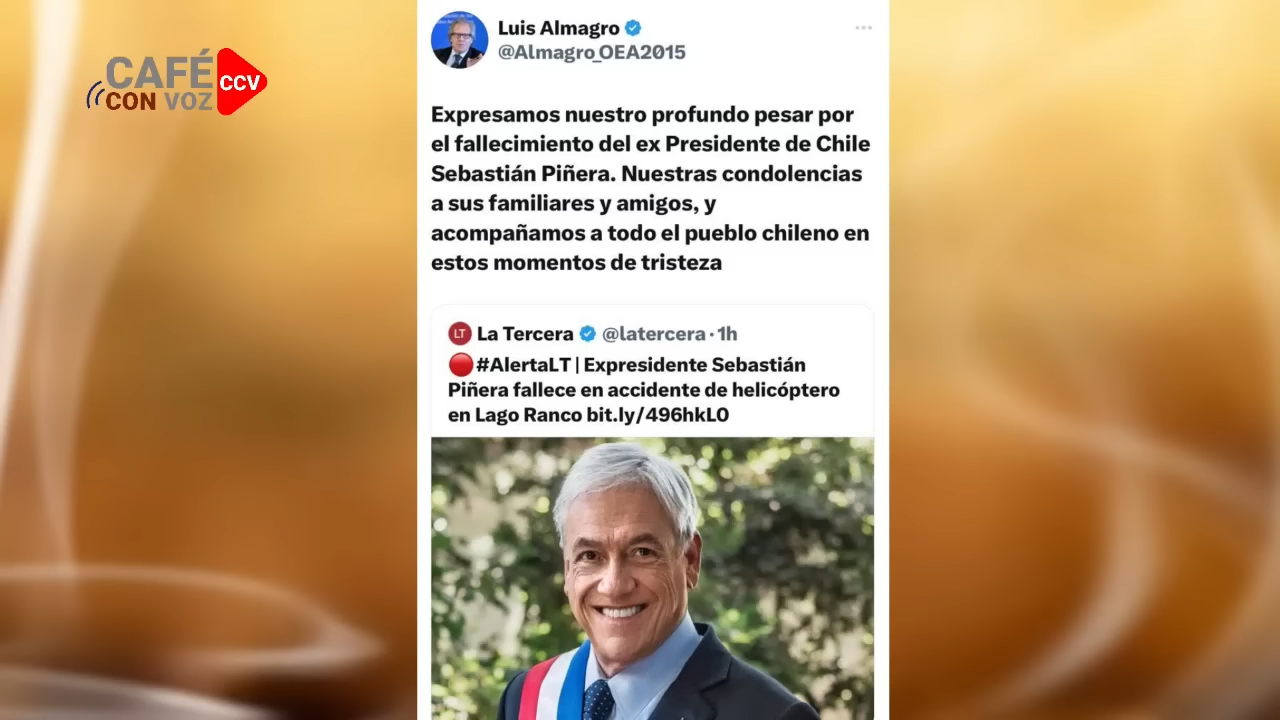 CAFÉ
CON VOZ
CCV
Luis Almagro
@Almagro_OEA2015
Expresamos nuestro profundo pesar por
el fallecimiento del ex Presidente de Chile
Sebastián Piñera. Nuestras condolencias
a sus familiares y amigos, y
acompañamos a todo el pueblo chileno en
estos momentos de tristeza
LT La Tercera @latercera · 1h
#AlertaLT | Expresidente Sebastián
Piñera fallece en accidente de helicóptero
en Lago Ranco bit.ly/496hkL0